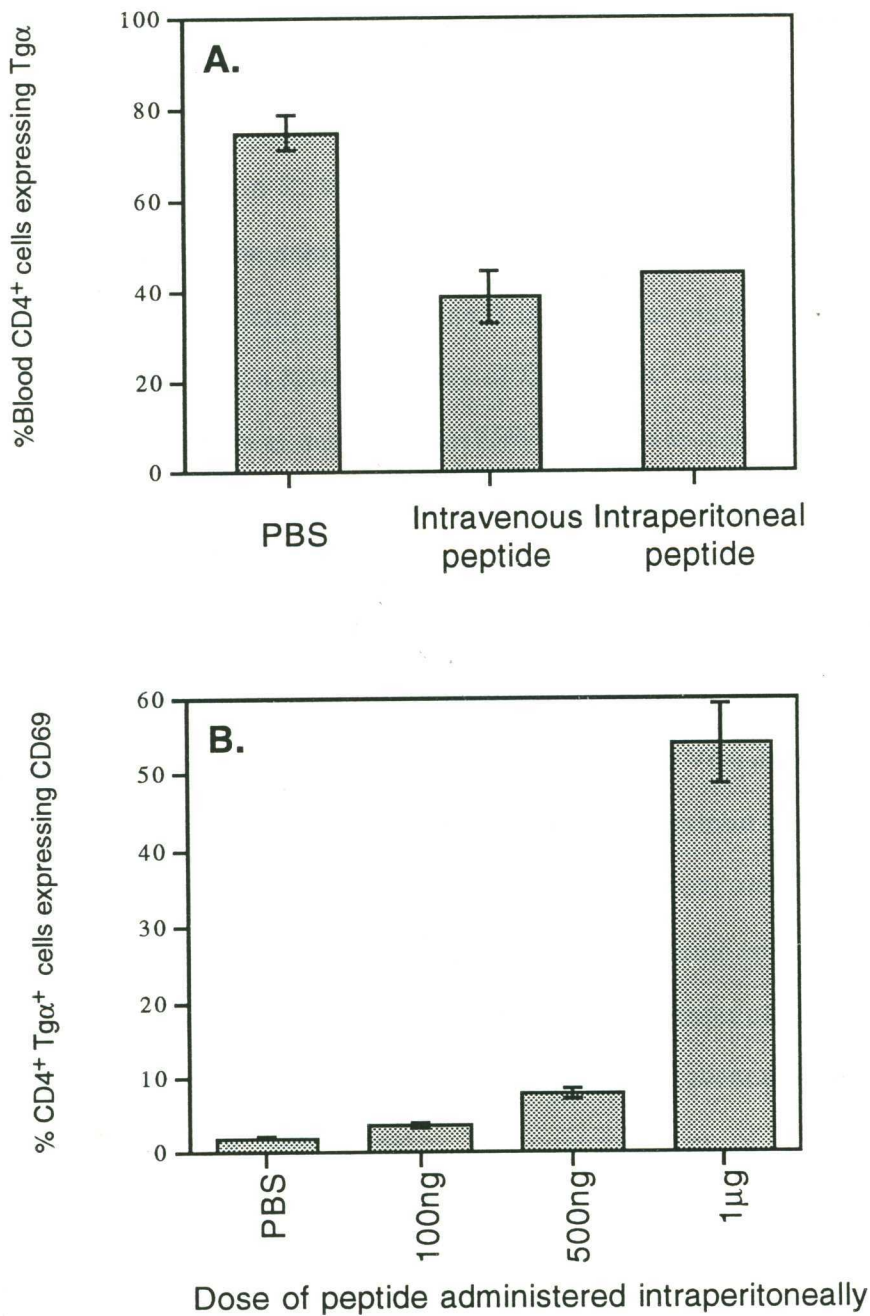 %Blood CD4+ cells expressing Tgα
100
80
60
40
20
0
A.
PBS
Intravenous peptide
Intraperitoneal peptide
% CD4+ Tgα+ cells expressing CD69
60
50
40
30
20
10
0
B.
PBS
100ng
500ng
1µg
Dose of peptide administered intraperitoneally